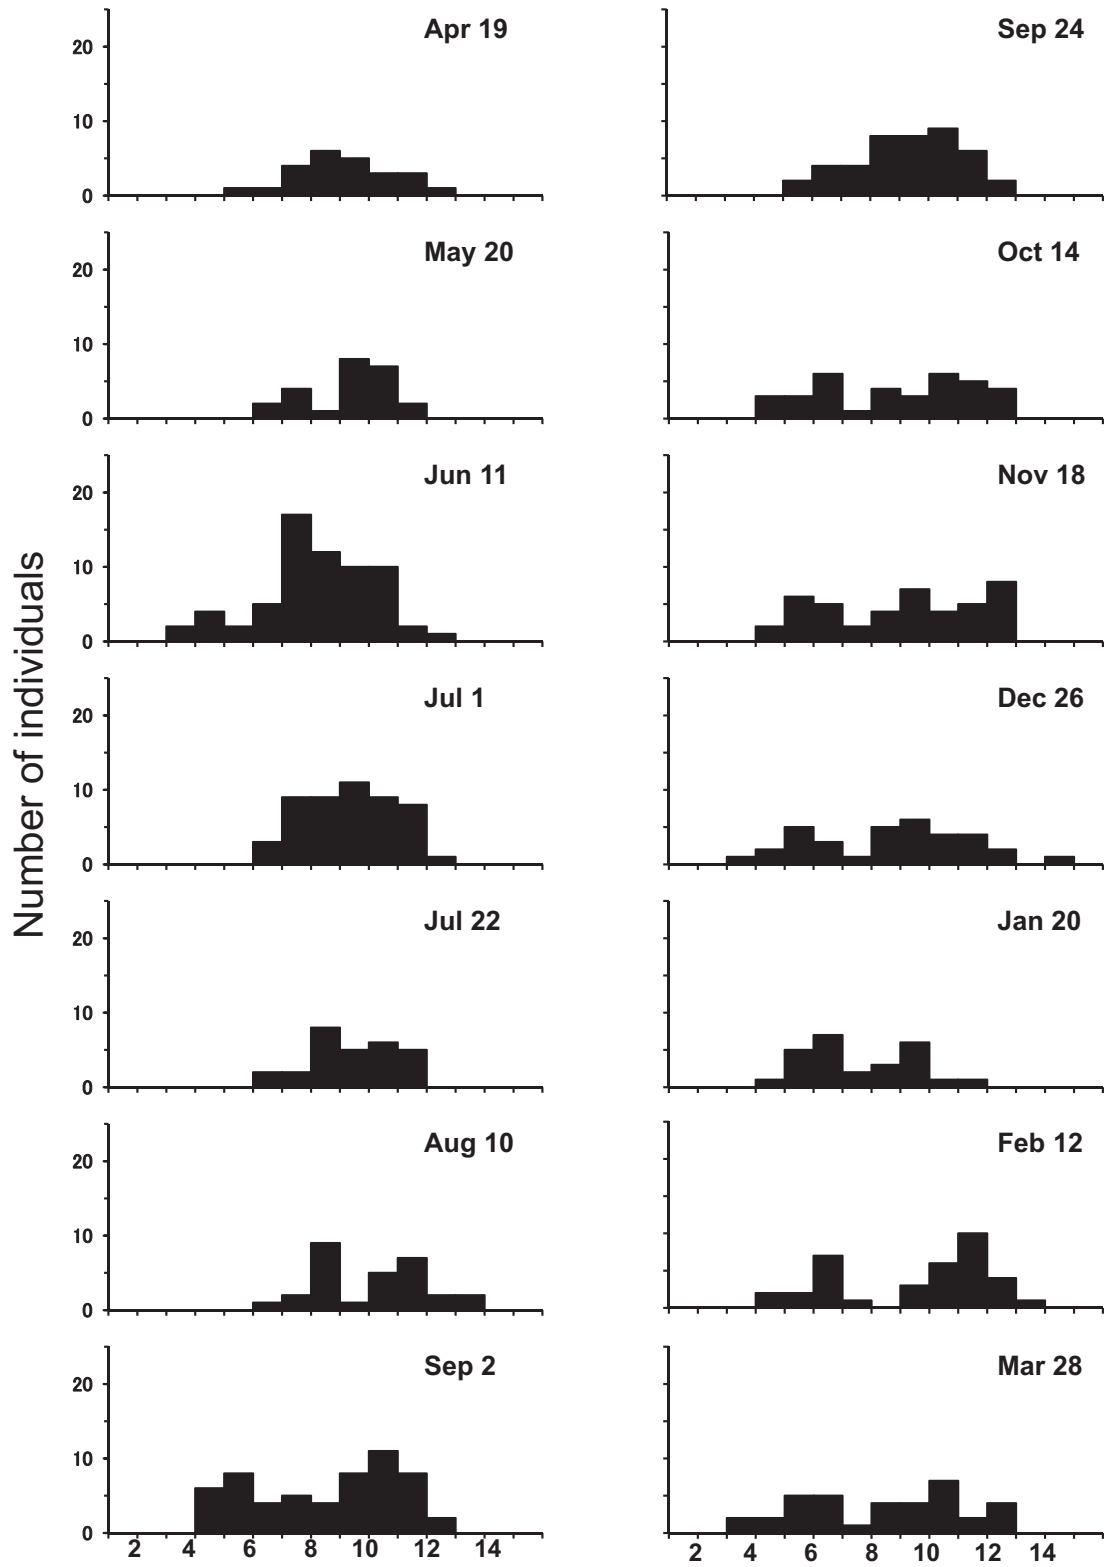 Number of individuals
Apr 19
20
10
0
May 20
20
10
0
Jun 11
20
10
0
Jul 1
20
10
0
Jul 22
20
10
0
Aug 10
20
10
0
Sep 2
20
10
0
2 4 6 8 10 12 14
Sep 24
Oct 14
Nov 18
Dec 26
Jan 20
Feb 12
Mar 28
2 4 6 8 10 12 14